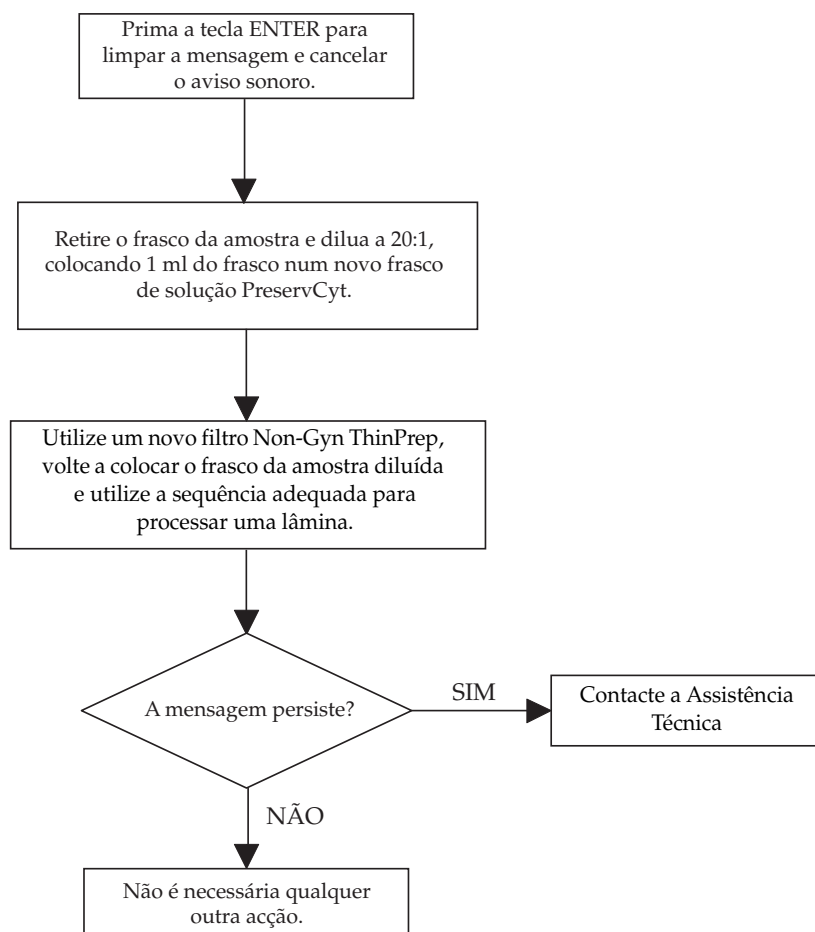 Prima a tecla ENTER para
limpar a mensagem e cancelar
o aviso sonoro.
Retire o frasco da amostra e dilua a 20:1,
colocando 1 ml do frasco num novo frasco
de solução PreservCyt.
Utilize um novo filtro Non-Gyn ThinPrep,
volte a colocar o frasco da amostra diluída
e utilize a sequência adequada para
processar uma lâmina.
A mensagem persiste?
SIM
Contacte a Assistência
Técnica
NÃO
Não é necessária qualquer
outra acção.